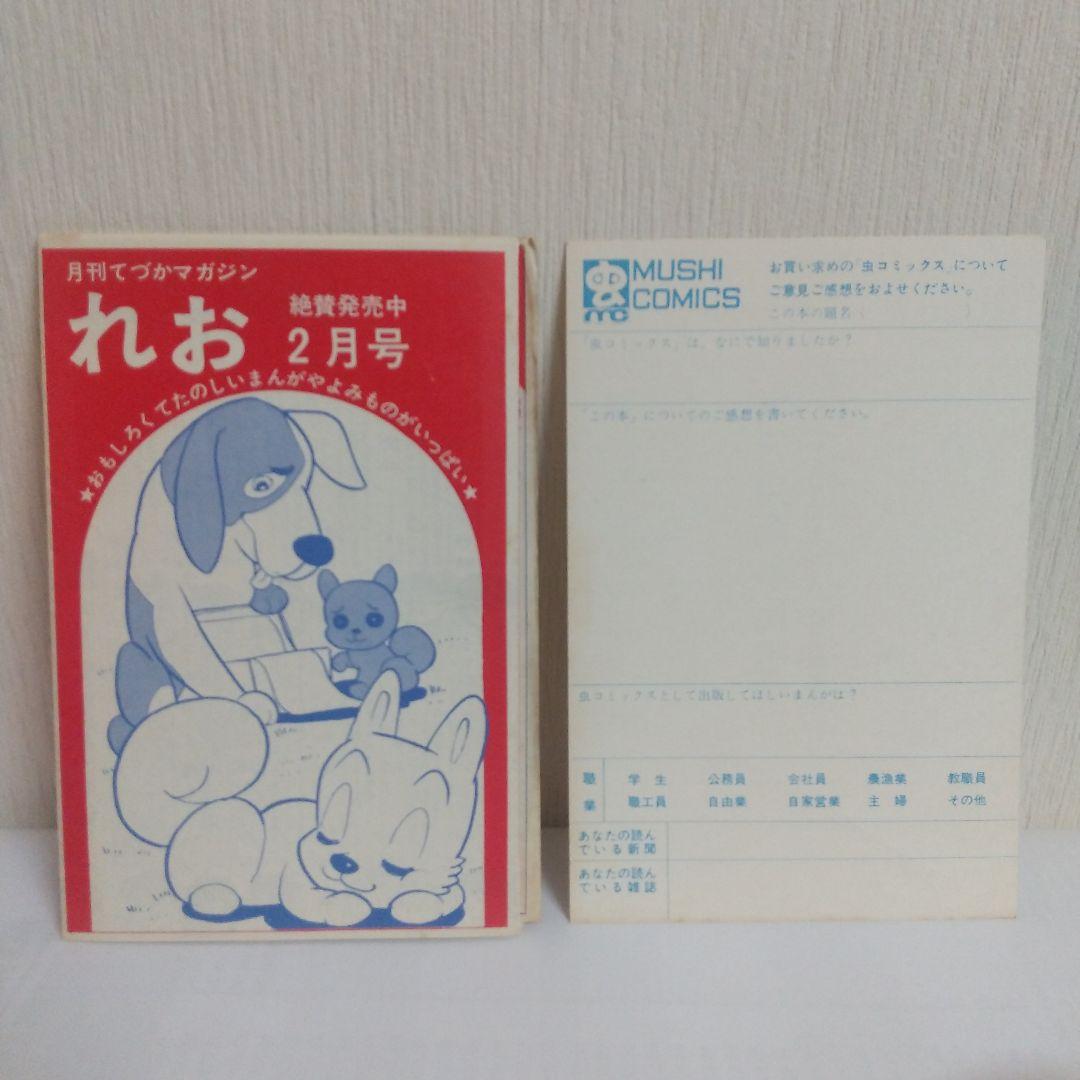 月刊てづかマガジン
れお
絶賛発売中
2月号
★おもしろくてたのしいまんがやよみものがいっぱい★
虫
mc
MUSHI
COMICS
お買い求めの「虫コミックス」について
ご意見ご感想をおよせください。
この本の題名（　　　　　　）
「虫コミックス」は、なにで知りましたか？
「この本」についてのご感想を書いてください。
虫コミックスとして出版してほしいまんがは？
職業
学生 公務員 会社員 農漁業 教職員
職工員 自由業 自家営業 主婦 その他
あなたの読ん
でいる新聞
あなたの読ん
でいる雑誌